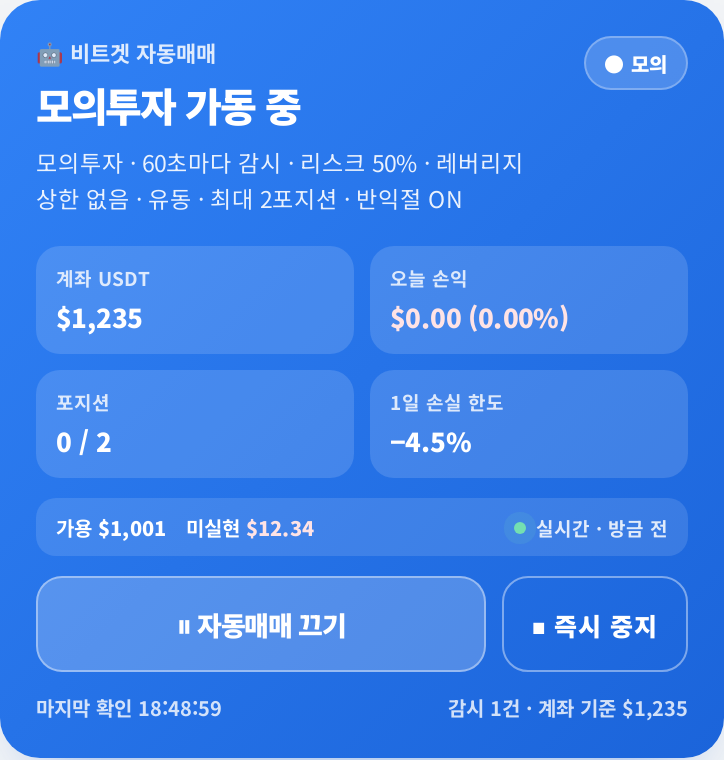 🤖 비트겟 자동매매
모의
모의투자 가동 중
모의투자 · 60초마다 감시 · 리스크 50% · 레버리지
상한 없음 · 유동 · 최대 2포지션 · 반익절 ON
계좌 USDT
$1,235
오늘 손익
$0.00 (0.00%)
포지션
0 / 2
1일 손실 한도
−4.5%
가용 $1,001 미실현 $12.34
실시간 · 방금 전
⏸ 자동매매 끄기
■ 즉시 중지
마지막 확인 18:48:59
감시 1건 · 계좌 기준 $1,235